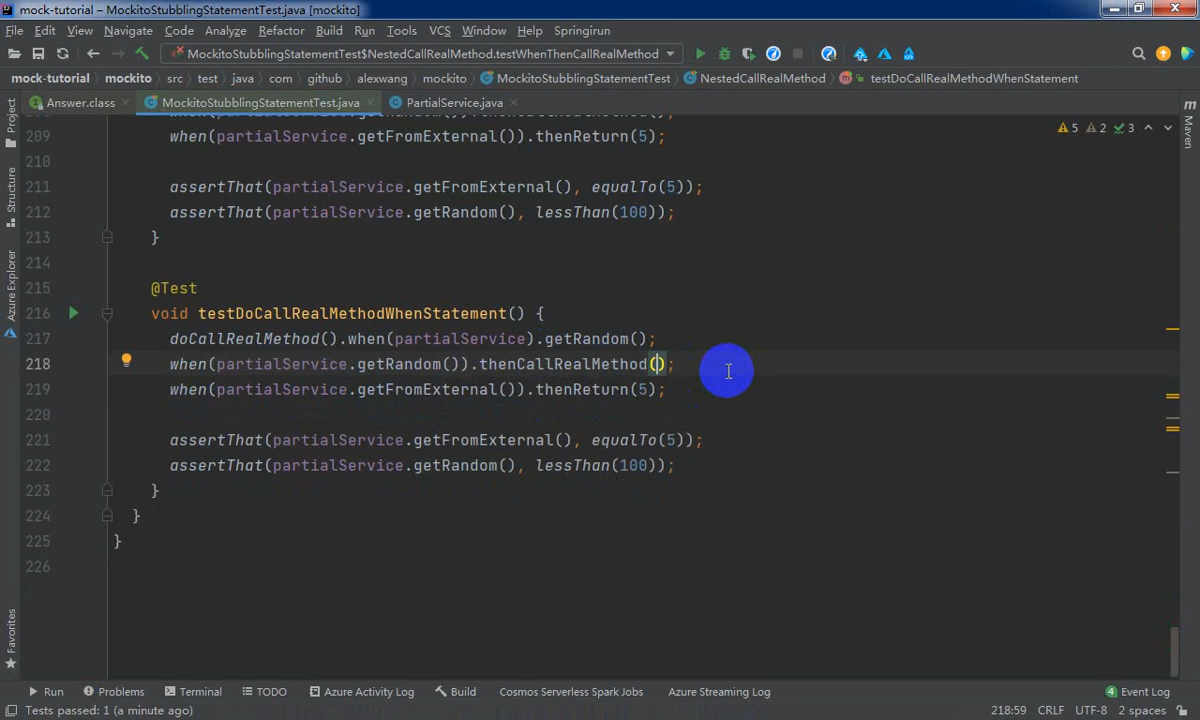 mock-tutorial – MockitoStubblingStatementTest.java [mockito]
File Edit View Navigate Code Analyze Refactor Build Run Tools VCS Window Help Springirun
MockitoStubblingStatementTest$NestedCallRealMethod.testWhenThenCallRealMethod
mock-tutorial mockito src test java com github alexwang mockito MockitoStubblingStatementTest NestedCallRealMethod testDoCallRealMethodWhenStatement
Answer.class MockitoStubblingStatementTest.java PartialService.java
5 2 3
209 when(partialService.getFromExternal()).thenReturn(5);
210
211 assertThat(partialService.getFromExternal(), equalTo(5));
212 assertThat(partialService.getRandom(), lessThan(100));
213 }
214
215 @Test
216 void testDoCallRealMethodWhenStatement() {
217 doCallRealMethod().when(partialService).getRandom();
218 when(partialService.getRandom()).thenCallRealMethod();
219 when(partialService.getFromExternal()).thenReturn(5);
220
221 assertThat(partialService.getFromExternal(), equalTo(5));
222 assertThat(partialService.getRandom(), lessThan(100));
223 }
224 }
225 }
226
Project
Structure
Azure Explorer
Favorites
Maven
Run Problems Terminal TODO Azure Activity Log Build Cosmos Serverless Spark Jobs Azure Streaming Log 4 Event Log
Tests passed: 1 (a minute ago) 218:59 CRLF UTF-8 2 spaces